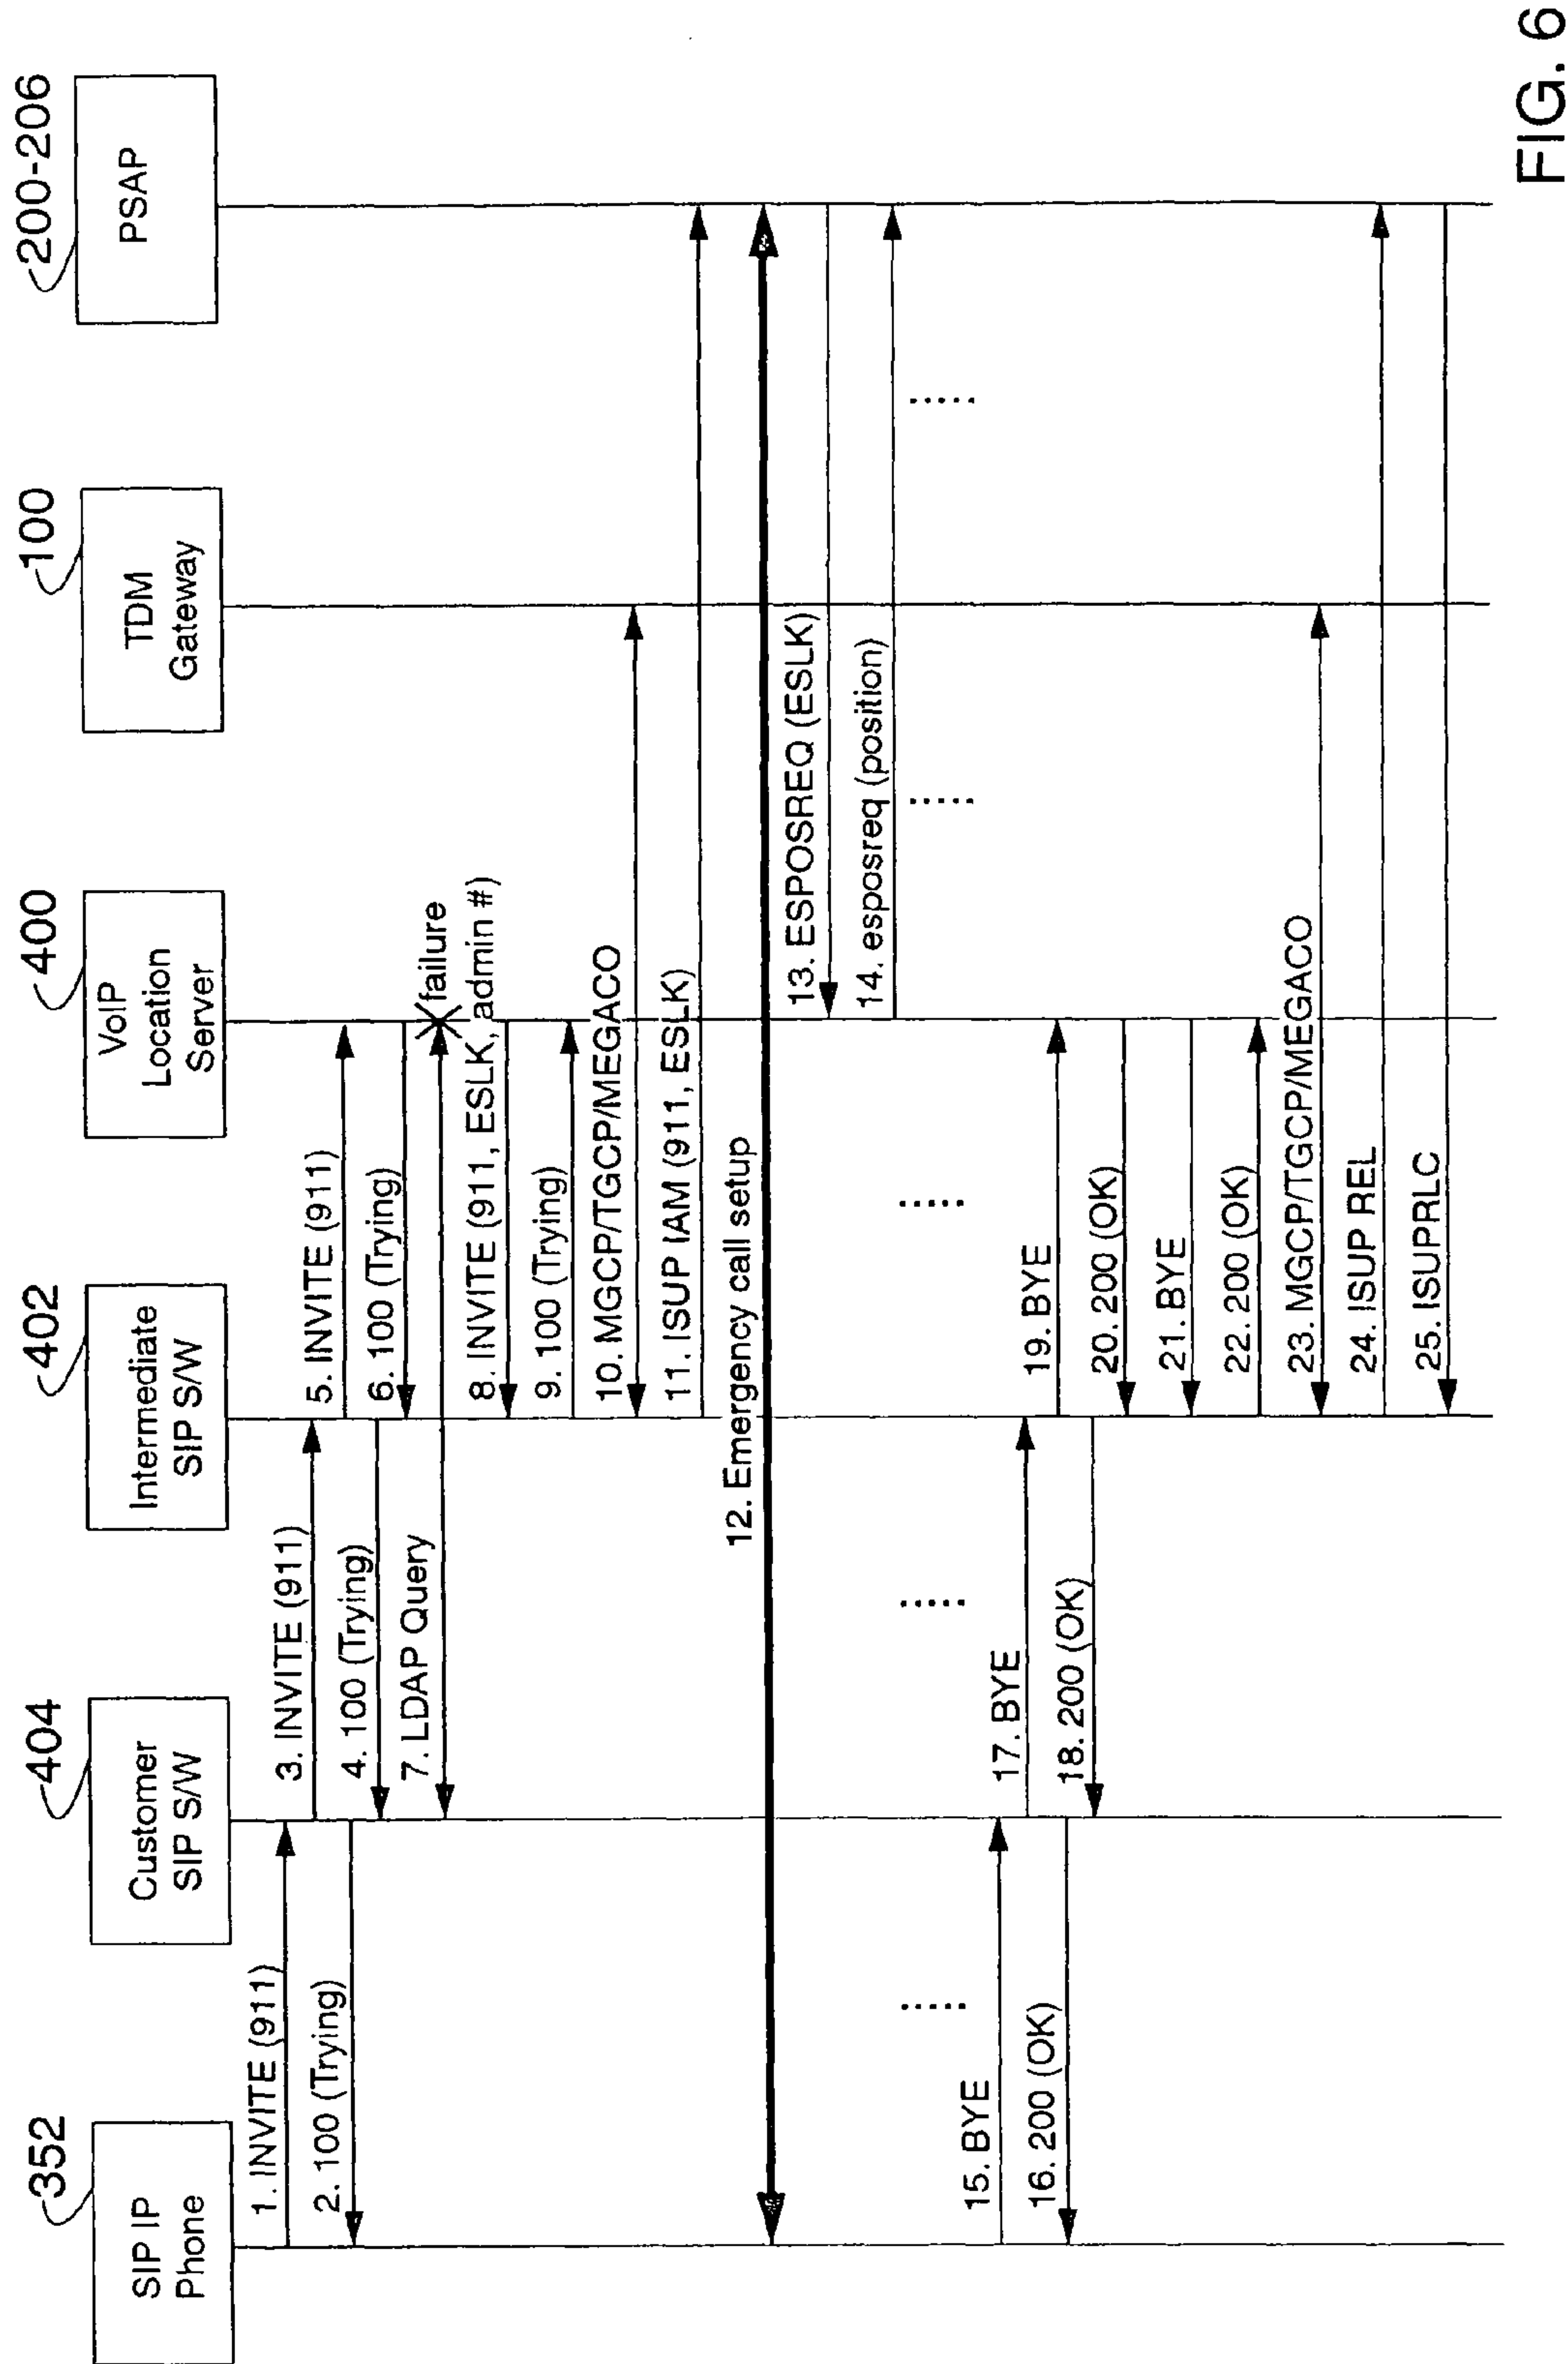 352
SIP IP
Phone
404
Customer
SIP S/W
402
Intermediate
SIP S/W
400
VoIP
Location
Server
100
TDM
Gateway
200-206
PSAP
1. INVITE (911)
2. 100 (Trying)
3. INVITE (911)
4. 100 (Trying)
5. INVITE (911)
6. 100 (Trying)
7. LDAP Query
failure
8. INVITE (911, ESLK, admin #)
9. 100 (Trying)
10. MGCP/TGCP/MEGACO
11. ISUP IAM (911, ESLK)
12. Emergency call setup
13. ESPOSREQ (ESLK)
14. esposreq (position)
.....
.....
.....
.....
.....
15. BYE
16. 200 (OK)
17. BYE
18. 200 (OK)
19. BYE
20. 200 (OK)
21. BYE
22. 200 (OK)
23. MGCP/TGCP/MEGACO
24. ISUP REL
25. ISUPRLC
FIG. 6